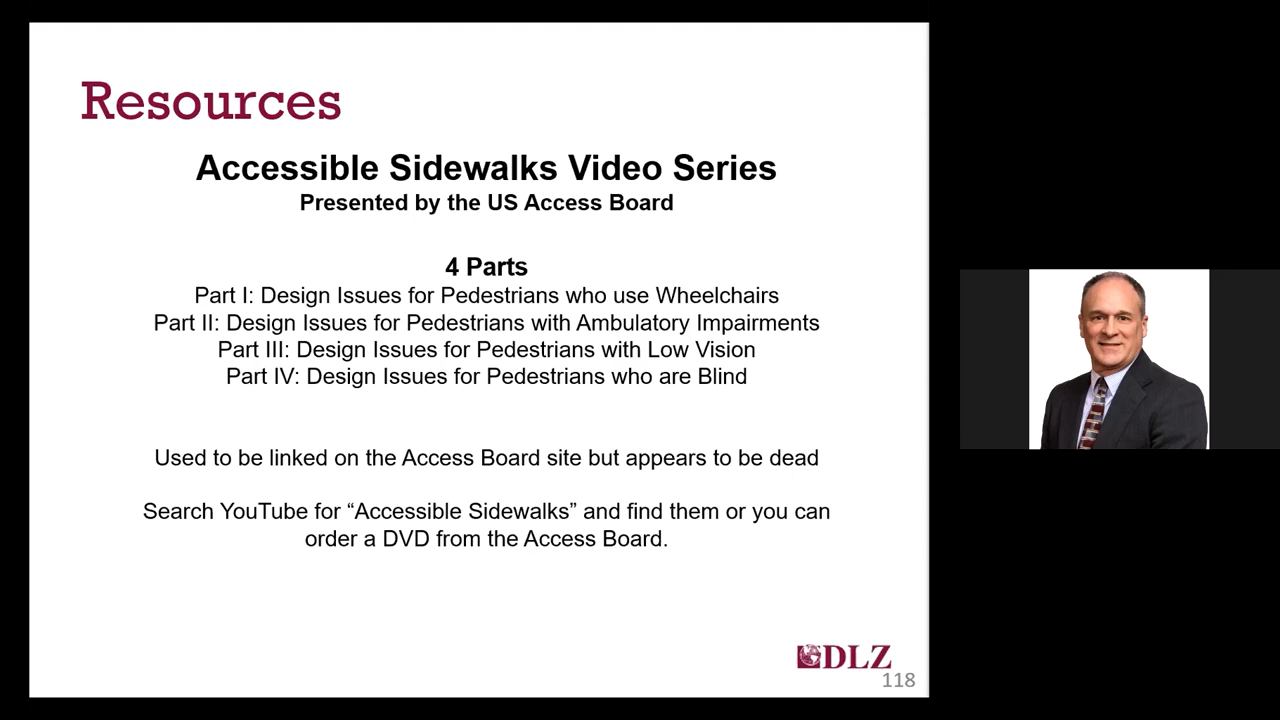 Resources
Accessible Sidewalks Video Series
Presented by the US Access Board
4 Parts
Part I: Design Issues for Pedestrians who use Wheelchairs
Part II: Design Issues for Pedestrians with Ambulatory Impairments
Part III: Design Issues for Pedestrians with Low Vision
Part IV: Design Issues for Pedestrians who are Blind
Used to be linked on the Access Board site but appears to be dead
Search YouTube for “Accessible Sidewalks” and find them or you can
order a DVD from the Access Board.
DLZ
118